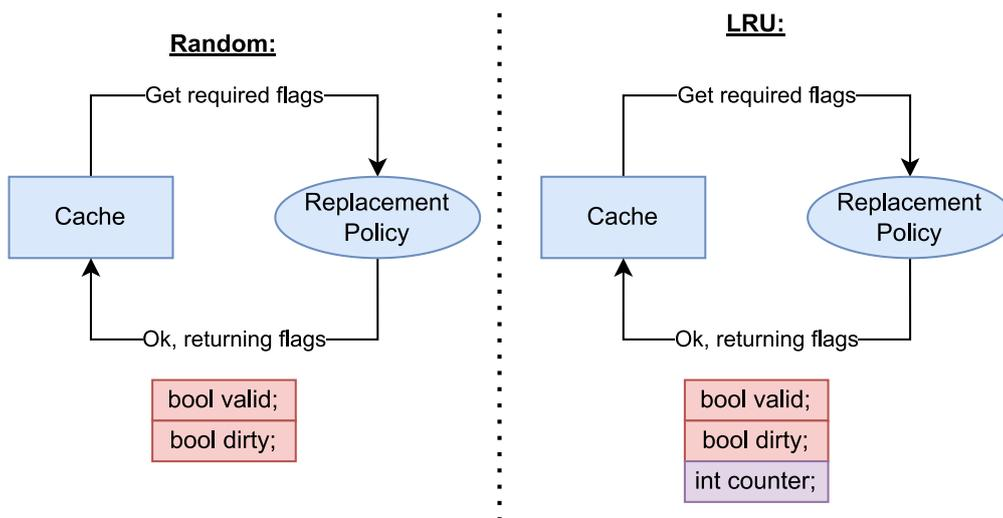 Random:
Get required flags
Cache
Replacement
Policy
Ok, returning flags
bool valid;
bool dirty;
LRU:
Get required flags
Cache
Replacement
Policy
Ok, returning flags
bool valid;
bool dirty;
int counter;